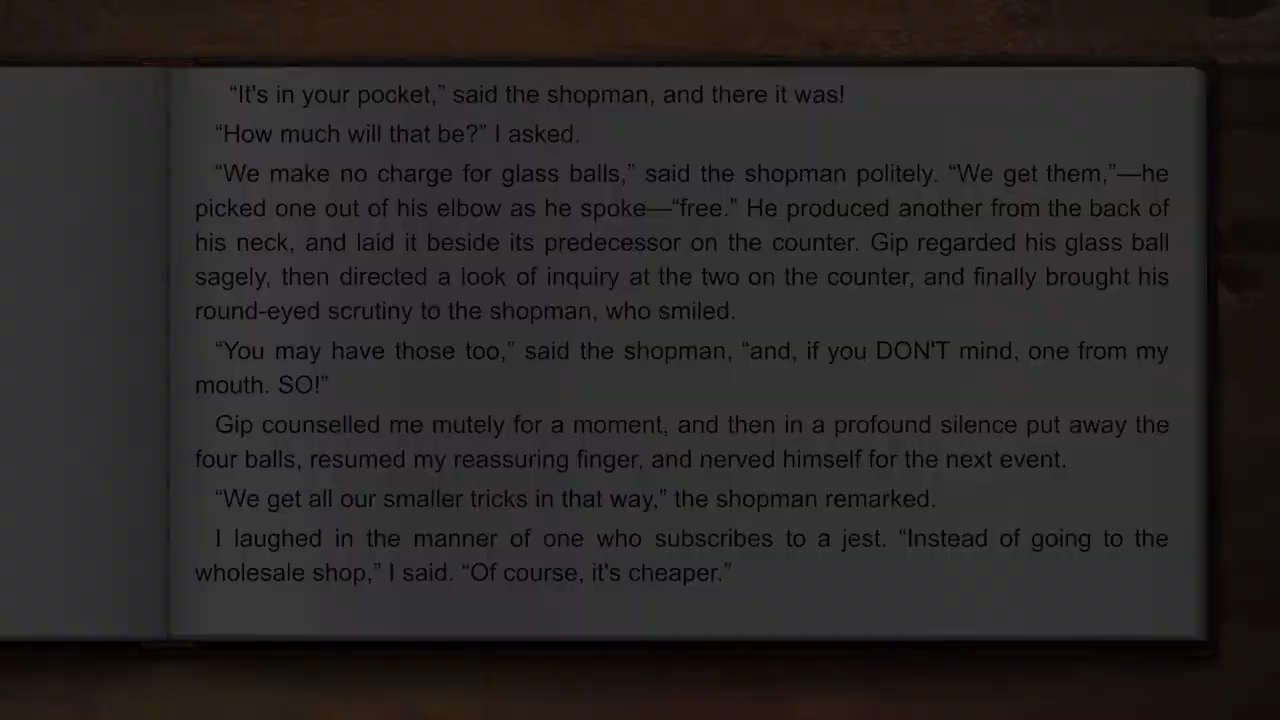 “It's in your pocket,” said the shopman, and there it was!
“How much will that be?” I asked.
“We make no charge for glass balls,” said the shopman politely. “We get them,”—he
picked one out of his elbow as he spoke—“free.” He produced another from the back of
his neck, and laid it beside its predecessor on the counter. Gip regarded his glass ball
sagely, then directed a look of inquiry at the two on the counter, and finally brought his
round-eyed scrutiny to the shopman, who smiled.
“You may have those too,” said the shopman, “and, if you DON'T mind, one from my
mouth. SO!”
Gip counselled me mutely for a moment, and then in a profound silence put away the
four balls, resumed my reassuring finger, and nerved himself for the next event.
“We get all our smaller tricks in that way,” the shopman remarked.
I laughed in the manner of one who subscribes to a jest. “Instead of going to the
wholesale shop,” I said. “Of course, it's cheaper.”